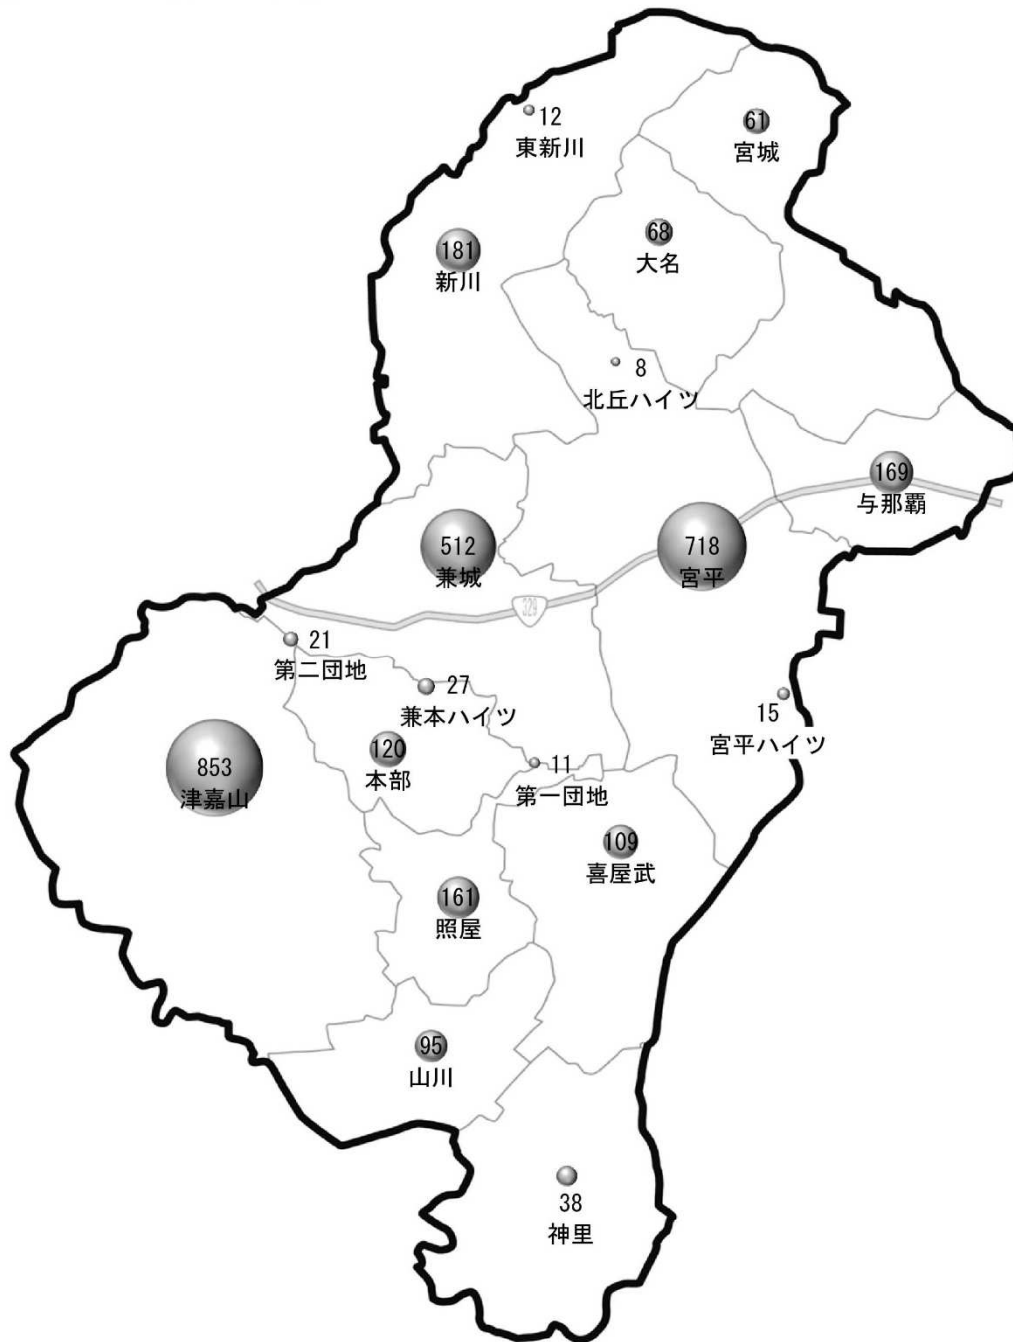 12
東新川
61
宮城
68
大名
181
新川
8
北丘ハイツ
169
与那覇
512
兼城
718
宮平
329
21
第二団地
27
兼本ハイツ
15
宮平ハイツ
853
津嘉山
120
本部
11
第一団地
109
喜屋武
161
照屋
95
山川
38
神里